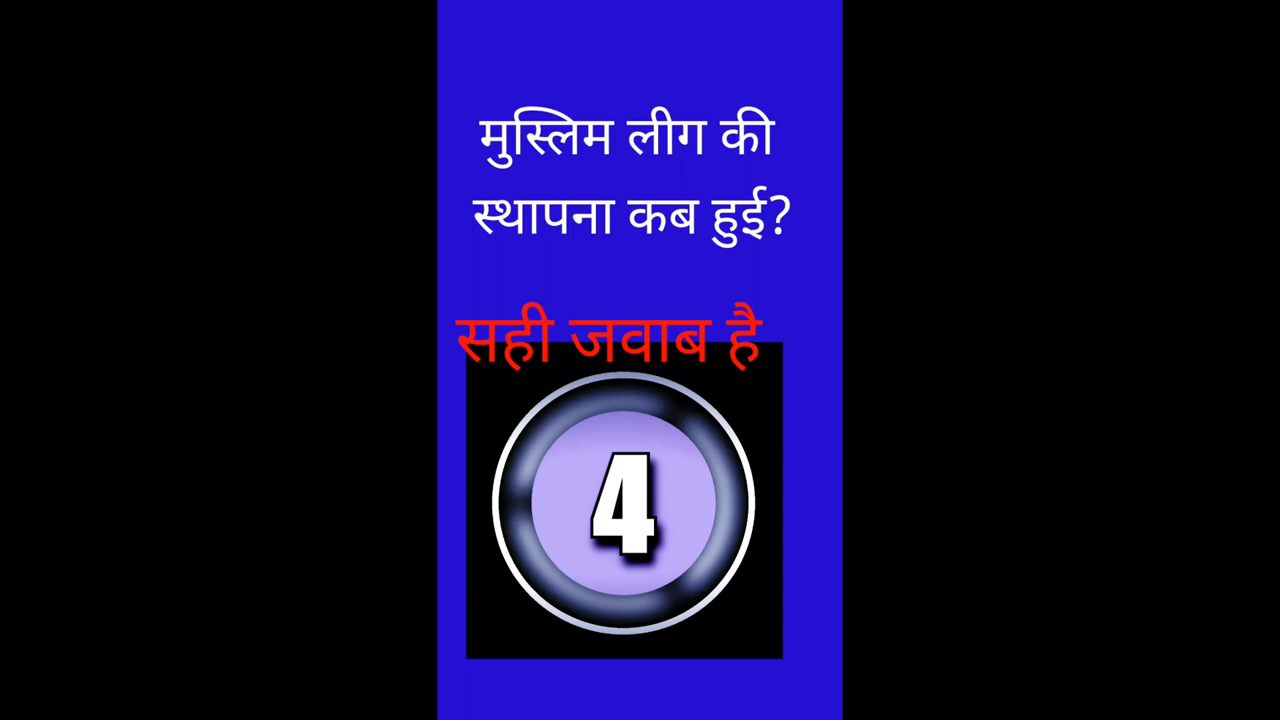 मुस्लिम लीग की
स्थापना कब हुई?
सही जवाब है
4